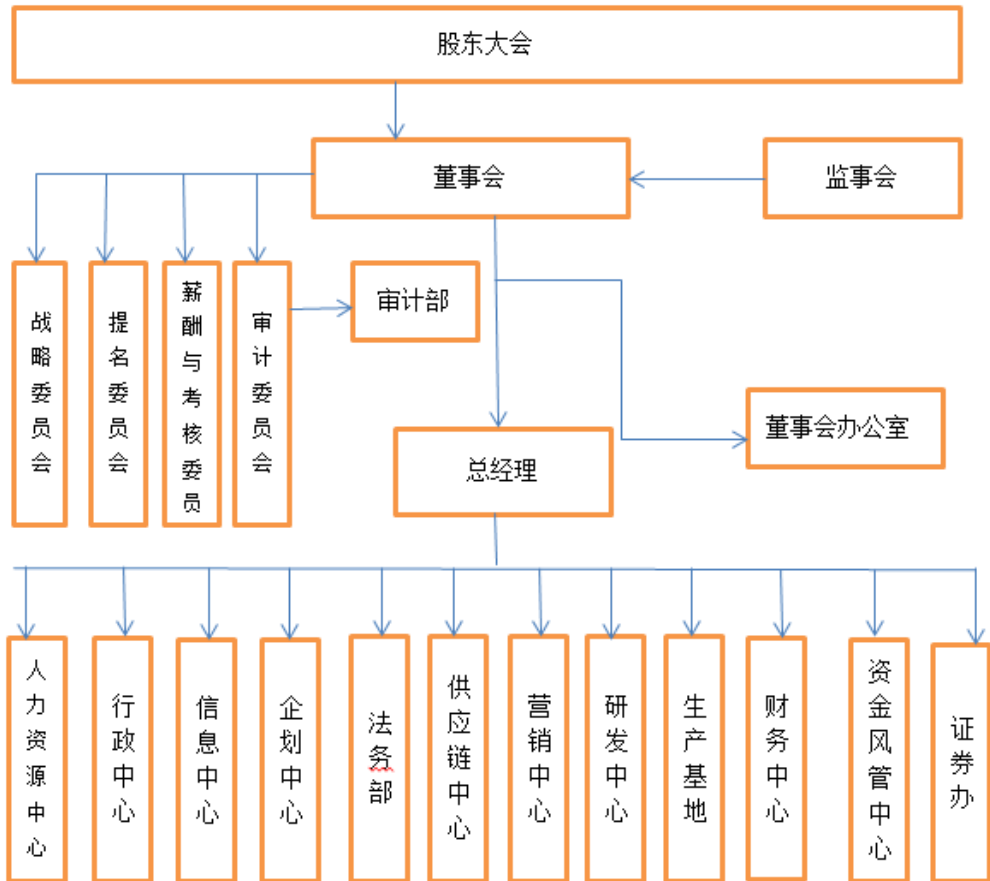 股东大会
董事会
监事会
战略委员会
提名委员会
薪酬与考核委员
审计委员会
审计部
董事会办公室
总经理
人力资源中心
行政中心
信息中心
企划中心
法务部
供应链中心
营销中心
研发中心
生产基地
财务中心
资金风管中心
证券办